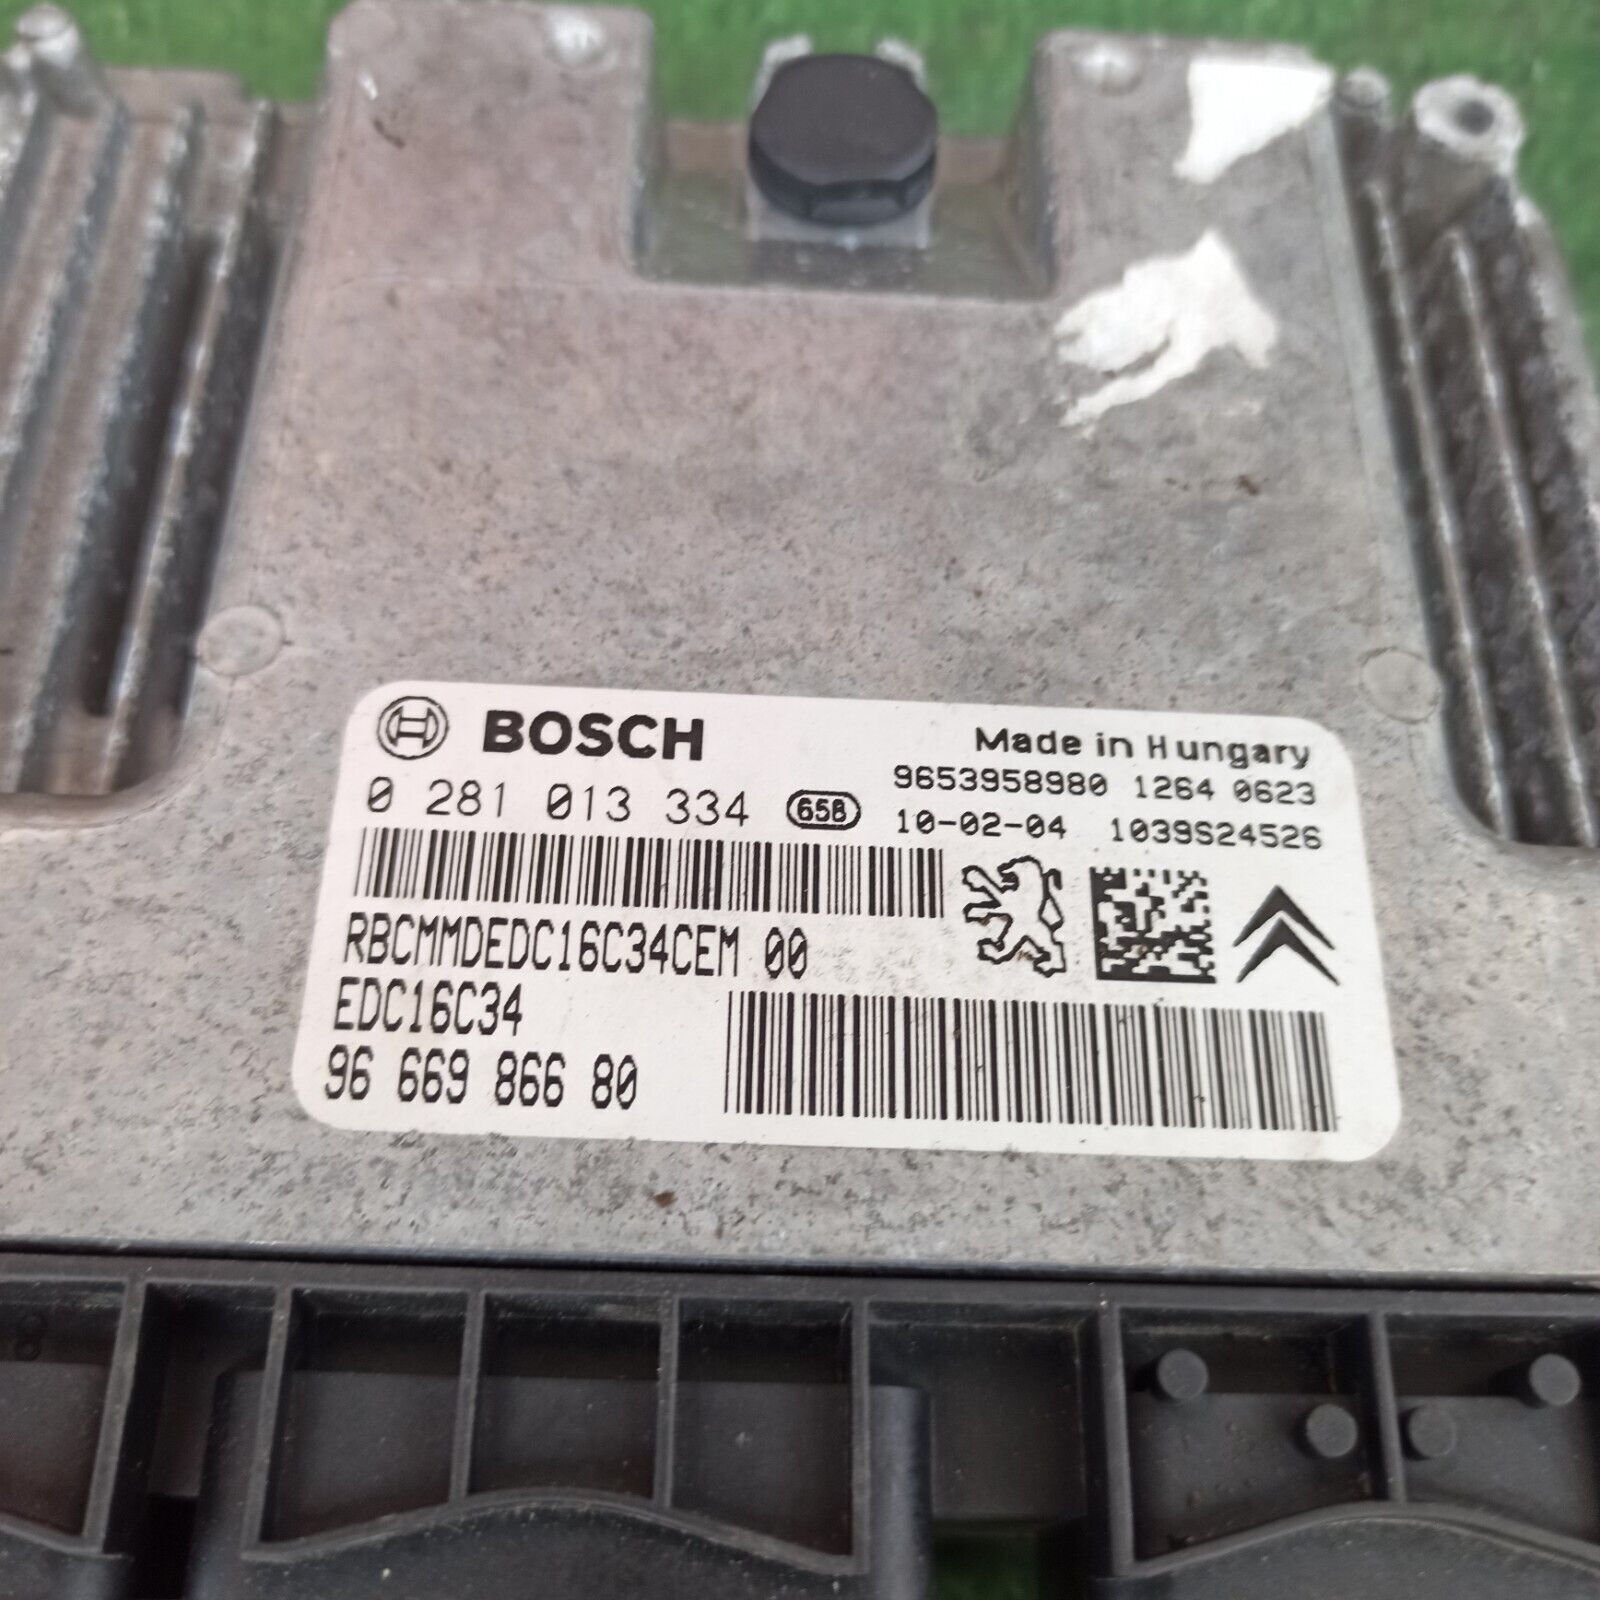 BOSCH
Made in Hungary
9653958980 1264 0623
0 281 013 334 658
10-02-04 1039S24526
RBCMMDEDC16C34CEM 00
EDC16C34
96 669 866 80
8